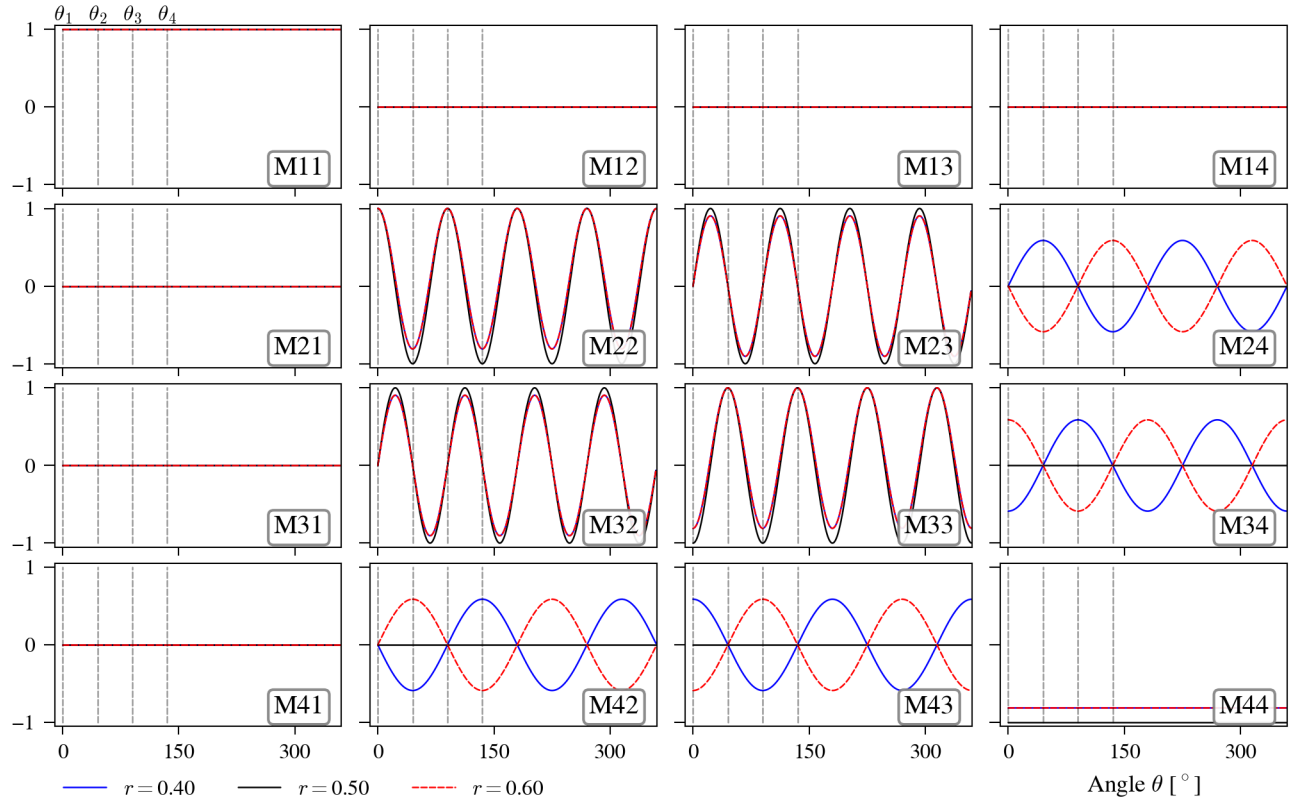 θ₁ θ₂ θ₃ θ₄
1
0
−1
M11 M12 M13 M14
1
0
−1
M21 M22 M23 M24
1
0
−1
M31 M32 M33 M34
1
0
−1
M41 M42 M43 M44
0 150 300 0 150 300 0 150 300 0 150 300
r = 0.40 r = 0.50 r = 0.60 Angle θ [°]